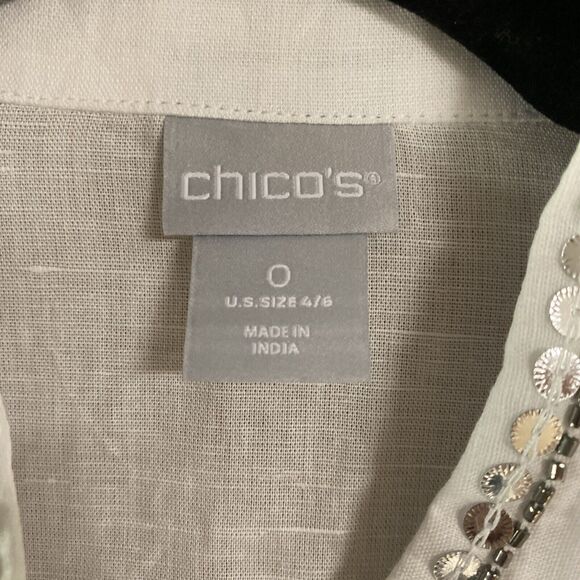 chico's®
0
U.S. SIZE 4/6
MADE IN
INDIA